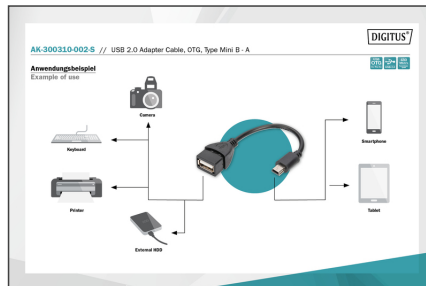 DIGITUS®
AK-300310-002-S // USB 2.0 Adapter Cable, OTG, Type Mini B - A
Anwendungsbeispiel
Example of use
OTG
Camera
Keyboard
Smartphone
Printer
Tablet
External HDD